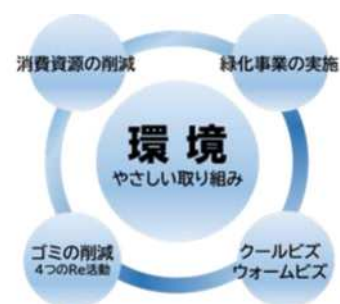 消費資源の削減
緑化事業の実施
環境
やさしい取り組み
ゴミの削減
4つのRe活動
クールビズ
ウォームビズ